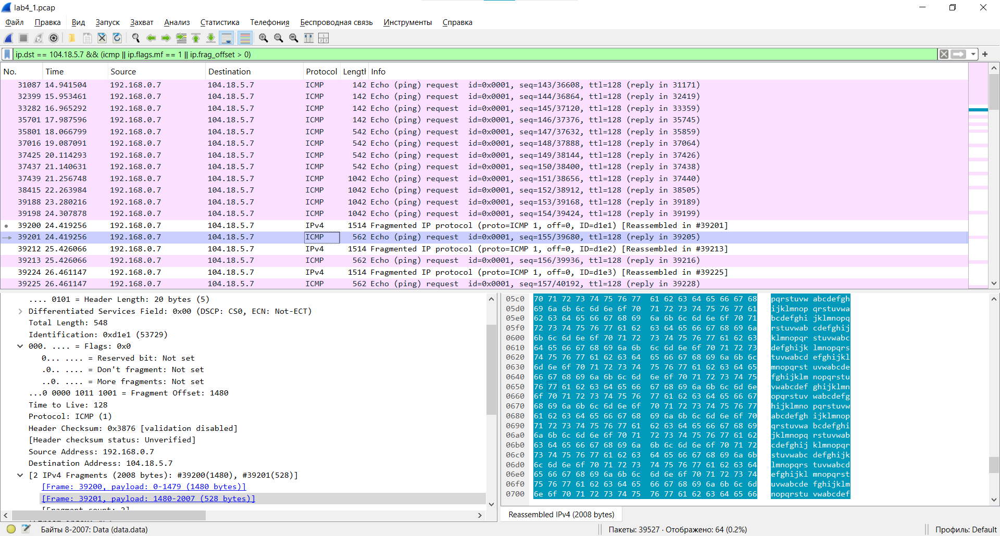 lab4_1.pcap
Файл Правка Вид Запуск Захват Анализ Статистика Телефония Беспроводная связь Инструменты Справка
ip.dst == 104.18.5.7 && (icmp || ip.flags.mf == 1 || ip.frag_offset > 0)
No. Time Source Destination Protocol Length Info
31087 14.941504 192.168.0.7 104.18.5.7 ICMP 142 Echo (ping) request id=0x0001, seq=143/36608, ttl=128 (reply in 31171)
32399 15.953461 192.168.0.7 104.18.5.7 ICMP 142 Echo (ping) request id=0x0001, seq=144/36864, ttl=128 (reply in 32419)
33282 16.965292 192.168.0.7 104.18.5.7 ICMP 142 Echo (ping) request id=0x0001, seq=145/37120, ttl=128 (reply in 33359)
35701 17.987596 192.168.0.7 104.18.5.7 ICMP 142 Echo (ping) request id=0x0001, seq=146/37376, ttl=128 (reply in 35745)
35801 18.066799 192.168.0.7 104.18.5.7 ICMP 542 Echo (ping) request id=0x0001, seq=147/37632, ttl=128 (reply in 35859)
37016 19.087091 192.168.0.7 104.18.5.7 ICMP 542 Echo (ping) request id=0x0001, seq=148/37888, ttl=128 (reply in 37064)
37425 20.114293 192.168.0.7 104.18.5.7 ICMP 542 Echo (ping) request id=0x0001, seq=149/38144, ttl=128 (reply in 37426)
37437 21.140631 192.168.0.7 104.18.5.7 ICMP 542 Echo (ping) request id=0x0001, seq=150/38400, ttl=128 (reply in 37438)
37439 21.256748 192.168.0.7 104.18.5.7 ICMP 1042 Echo (ping) request id=0x0001, seq=151/38656, ttl=128 (reply in 37440)
38415 22.263984 192.168.0.7 104.18.5.7 ICMP 1042 Echo (ping) request id=0x0001, seq=152/38912, ttl=128 (reply in 38505)
39188 23.280216 192.168.0.7 104.18.5.7 ICMP 1042 Echo (ping) request id=0x0001, seq=153/39168, ttl=128 (reply in 39189)
39198 24.307878 192.168.0.7 104.18.5.7 ICMP 1042 Echo (ping) request id=0x0001, seq=154/39424, ttl=128 (reply in 39199)
39200 24.419256 192.168.0.7 104.18.5.7 IPv4 1514 Fragmented IP protocol (proto=ICMP 1, off=0, ID=d1e1) [Reassembled in #39201]
39201 24.419256 192.168.0.7 104.18.5.7 ICMP 562 Echo (ping) request id=0x0001, seq=155/39680, ttl=128 (reply in 39205)
39212 25.426066 192.168.0.7 104.18.5.7 IPv4 1514 Fragmented IP protocol (proto=ICMP 1, off=0, ID=d1e2) [Reassembled in #39213]
39213 25.426066 192.168.0.7 104.18.5.7 ICMP 562 Echo (ping) request id=0x0001, seq=156/39936, ttl=128 (reply in 39216)
39224 26.461147 192.168.0.7 104.18.5.7 IPv4 1514 Fragmented IP protocol (proto=ICMP 1, off=0, ID=d1e3) [Reassembled in #39225]
39225 26.461147 192.168.0.7 104.18.5.7 ICMP 562 Echo (ping) request id=0x0001, seq=157/40192, ttl=128 (reply in 39228)
.... 0101 = Header Length: 20 bytes (5)
Differentiated Services Field: 0x00 (DSCP: CS0, ECN: Not-ECT)
Total Length: 548
Identification: 0xd1e1 (53729)
000. .... = Flags: 0x0
0... .... = Reserved bit: Not set
.0.. .... = Don't fragment: Not set
..0. .... = More fragments: Not set
...0 0000 1011 1001 = Fragment Offset: 1480
Time to Live: 128
Protocol: ICMP (1)
Header Checksum: 0x3876 [validation disabled]
[Header checksum status: Unverified]
Source Address: 192.168.0.7
Destination Address: 104.18.5.7
[2 IPv4 Fragments (2008 bytes): #39200(1480), #39201(528)]
[Frame: 39200, payload: 0-1479 (1480 bytes)]
[Frame: 39201, payload: 1480-2007 (528 bytes)]
[Fragment count: 2]
05c0 70 71 72 73 74 75 76 77 61 62 63 64 65 66 67 68 pqrstuvw abcdefgh
05d0 69 6a 6b 6c 6d 6e 6f 70 71 72 73 74 75 76 77 61 ijklmnop qrstuvwa
05e0 62 63 64 65 66 67 68 69 6a 6b 6c 6d 6e 6f 70 71 bcdefghi jklmnopq
05f0 72 73 74 75 76 77 61 62 63 64 65 66 67 68 69 6a rstuvwab cdefghij
0600 6b 6c 6d 6e 6f 70 71 72 73 74 75 76 77 61 62 63 klmnopqr stuvwabc
0610 64 65 66 67 68 69 6a 6b 6c 6d 6e 6f 70 71 72 73 defghijk lmnopqrs
0620 74 75 76 77 61 62 63 64 65 66 67 68 69 6a 6b 6c tuvwabcd efghijkl
0630 6d 6e 6f 70 71 72 73 74 75 76 77 61 62 63 64 65 mnopqrst uvwabcde
0640 66 67 68 69 6a 6b 6c 6d 6e 6f 70 71 72 73 74 75 fghijklm nopqrstu
0650 76 77 61 62 63 64 65 66 67 68 69 6a 6b 6c 6d 6e vwabcdef ghijklmn
0660 6f 70 71 72 73 74 75 76 77 61 62 63 64 65 66 67 opqrstuv wabcdefg
0670 68 69 6a 6b 6c 6d 6e 6f 70 71 72 73 74 75 76 77 hijklmno pqrstuvw
0680 61 62 63 64 65 66 67 68 69 6a 6b 6c 6d 6e 6f 70 abcdefgh ijklmnop
0690 71 72 73 74 75 76 77 61 62 63 64 65 66 67 68 69 qrstuvwa bcdefghi
06a0 6a 6b 6c 6d 6e 6f 70 71 72 73 74 75 76 77 61 62 jklmnopq rstuvwab
06b0 63 64 65 66 67 68 69 6a 6b 6c 6d 6e 6f 70 71 72 cdefghij klmnopqr
06c0 73 74 75 76 77 61 62 63 64 65 66 67 68 69 6a 6b stuvwabc defghijk
06d0 6c 6d 6e 6f 70 71 72 73 74 75 76 77 61 62 63 64 lmnopqrs tuvwabcd
06e0 65 66 67 68 69 6a 6b 6c 6d 6e 6f 70 71 72 73 74 efghijkl mnopqrst
06f0 75 76 77 61 62 63 64 65 66 67 68 69 6a 6b 6c 6d uvwabcde fghijklm
0700 6e 6f 70 71 72 73 74 75 76 77 61 62 63 64 65 66 nopqrstu vwabcdef
Reassembled IPv4 (2008 bytes)
Байты 8-2007: Data (data.data)
Пакеты: 39527 · Отображено: 64 (0.2%)
Профиль: Default